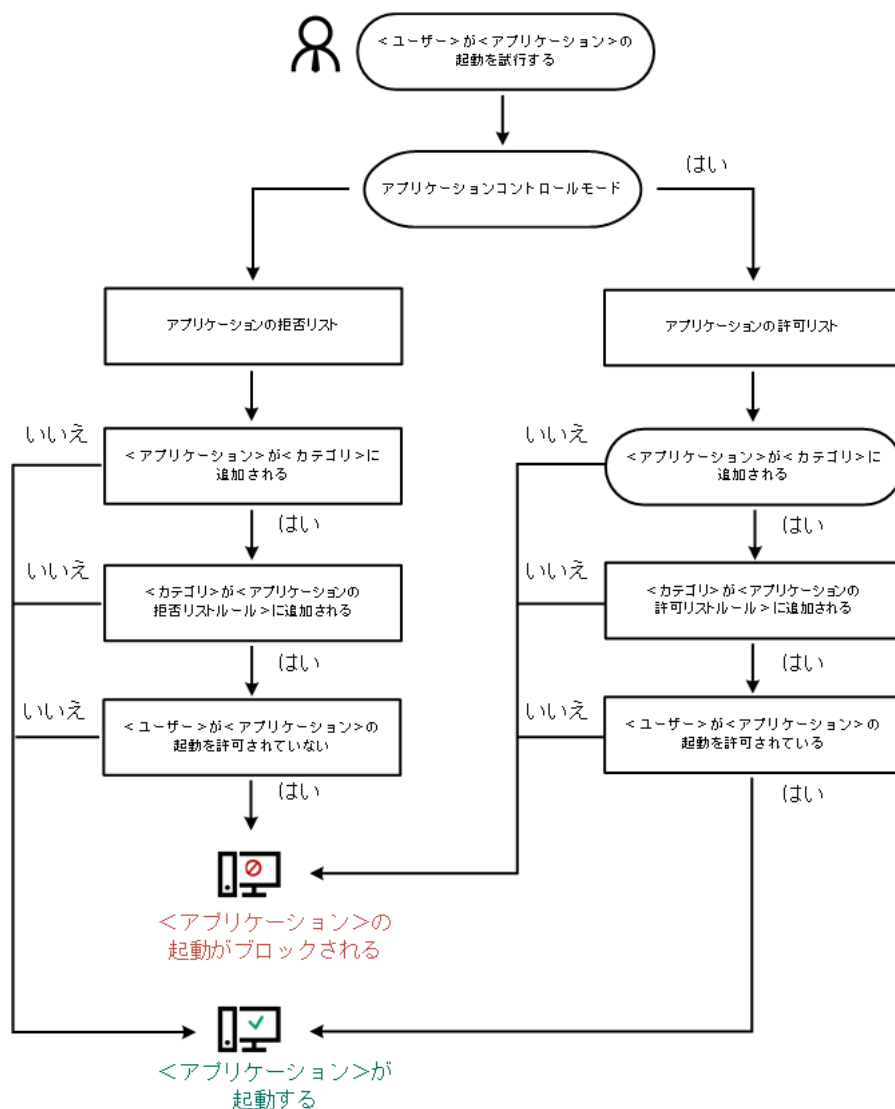 <ユーザー>が<アプリケーション>の
起動を試行する
はい
アプリケーションコントロールモード
アプリケーションの拒否リスト
アプリケーションの許可リスト
いいえ
<アプリケーション>が<カテゴリ>に
追加される
いいえ
<アプリケーション>が<カテゴリ>に
追加される
はい
はい
いいえ
<カテゴリ>が<アプリケーションの
拒否リストルール>に追加される
いいえ
<カテゴリ>が<アプリケーションの
許可リストルール>に追加される
はい
はい
いいえ
<ユーザー>が<アプリケーション>の
起動を許可されていない
いいえ
<ユーザー>が<アプリケーション>の
起動を許可されている
はい
はい
<アプリケーション>の
起動がブロックされる
<アプリケーション>が
起動する